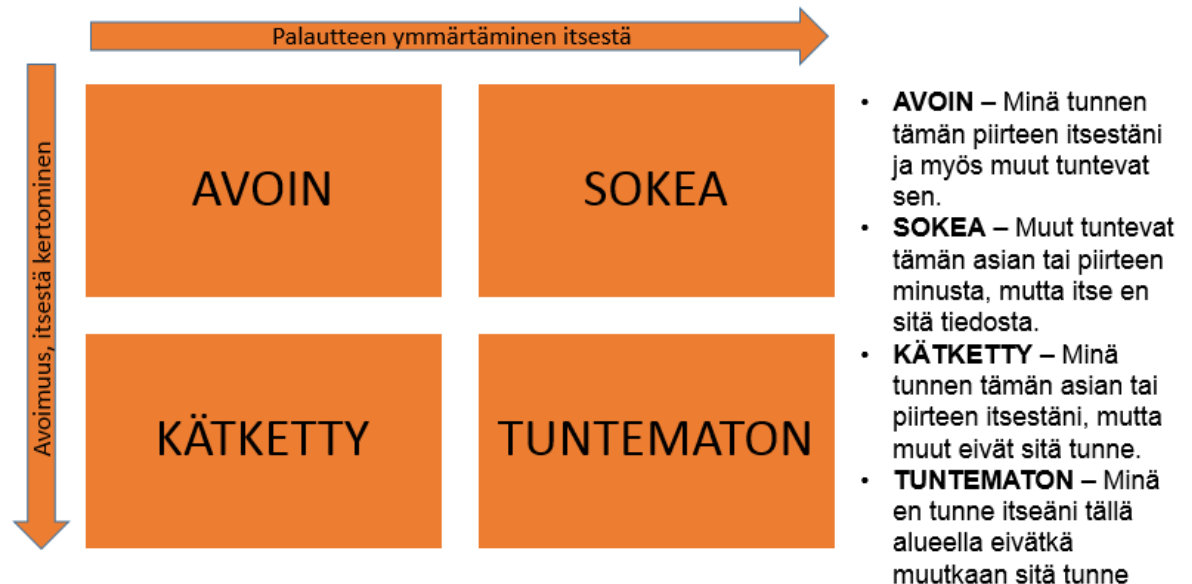 Palautteen ymmärtäminen itsestä
Avoimuus, itsestä kertominen
AVOIN
SOKEA
KÄTKETTY
TUNTEMATON
• AVOIN – Minä tunnen
tämän piirteen itsestäni
ja myös muut tuntevat
sen.
• SOKEA – Muut tuntevat
tämän asian tai piirteen
minusta, mutta itse en
sitä tiedosta.
• KÄTKETTY – Minä
tunnen tämän asian tai
piirteen itsestäni, mutta
muut eivät sitä tunne.
• TUNTEMATON – Minä
en tunne itseäni tällä
alueella eivätkä
muutkaan sitä tunne